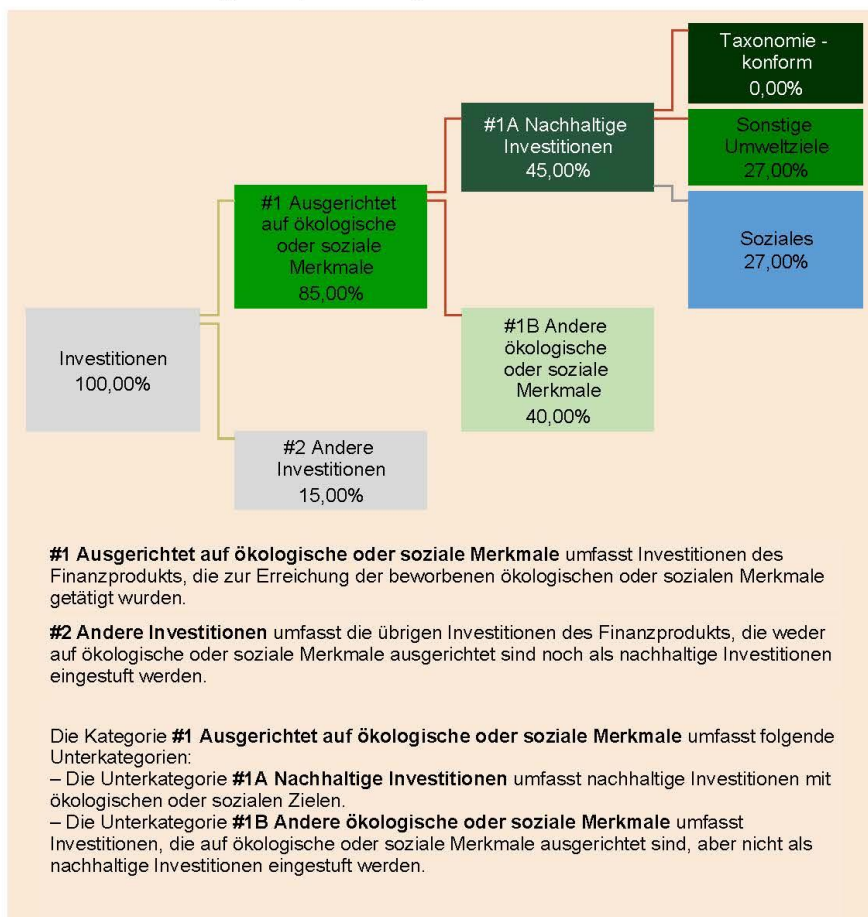 Taxonomie -
konform
0,00%
#1A Nachhaltige
Investitionen
45,00%
Sonstige
Umweltziele
27,00%
#1 Ausgerichtet
auf ökologische
oder soziale
Merkmale
85,00%
Soziales
27,00%
Investitionen
100,00%
#1B Andere
ökologische
oder soziale
Merkmale
40,00%
#2 Andere
Investitionen
15,00%
#1 Ausgerichtet auf ökologische oder soziale Merkmale umfasst Investitionen des
Finanzprodukts, die zur Erreichung der beworbenen ökologischen oder sozialen Merkmale
getätigt wurden.
#2 Andere Investitionen umfasst die übrigen Investitionen des Finanzprodukts, die weder
auf ökologische oder soziale Merkmale ausgerichtet sind noch als nachhaltige Investitionen
eingestuft werden.
Die Kategorie #1 Ausgerichtet auf ökologische oder soziale Merkmale umfasst folgende
Unterkategorien:
– Die Unterkategorie #1A Nachhaltige Investitionen umfasst nachhaltige Investitionen mit
ökologischen oder sozialen Zielen.
– Die Unterkategorie #1B Andere ökologische oder soziale Merkmale umfasst
Investitionen, die auf ökologische oder soziale Merkmale ausgerichtet sind, aber nicht als
nachhaltige Investitionen eingestuft werden.